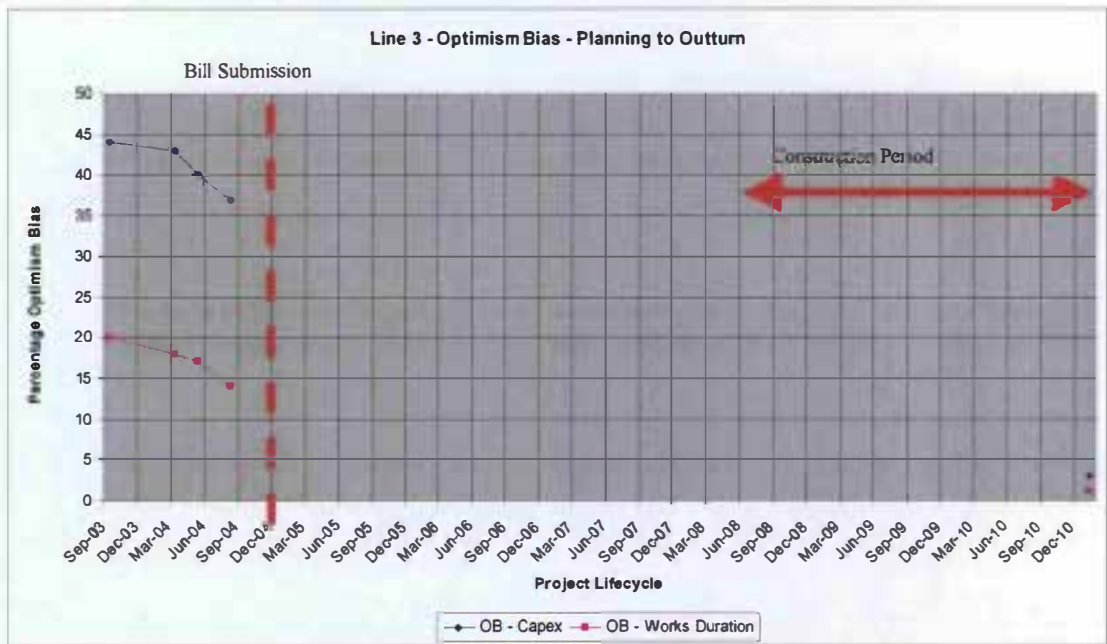 Line 3 - Optimism Bias - Planning to Outturn
Bill Submission
Construction Period
Percentage Optimism Bias
50
45
40
35
30
25
20
15
10
5
0
Sep-03
Dec-03
Mar-04
Jun-04
Sep-04
Dec-04
Mar-05
Jun-05
Sep-05
Dec-05
Mar-06
Jun-06
Sep-06
Dec-06
Mar-07
Jun-07
Sep-07
Dec-07
Mar-08
Jun-08
Sep-08
Dec-08
Mar-09
Jun-09
Sep-09
Dec-09
Mar-10
Jun-10
Sep-10
Dec-10
Project Lifecycle
OB - Capex
OB - Works Duration